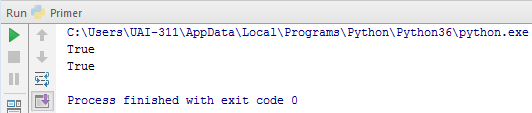 Run Primer
C:\Users\UAI-311\AppData\Local\Programs\Python\Python36\python.exe
True
True
Process finished with exit code 0